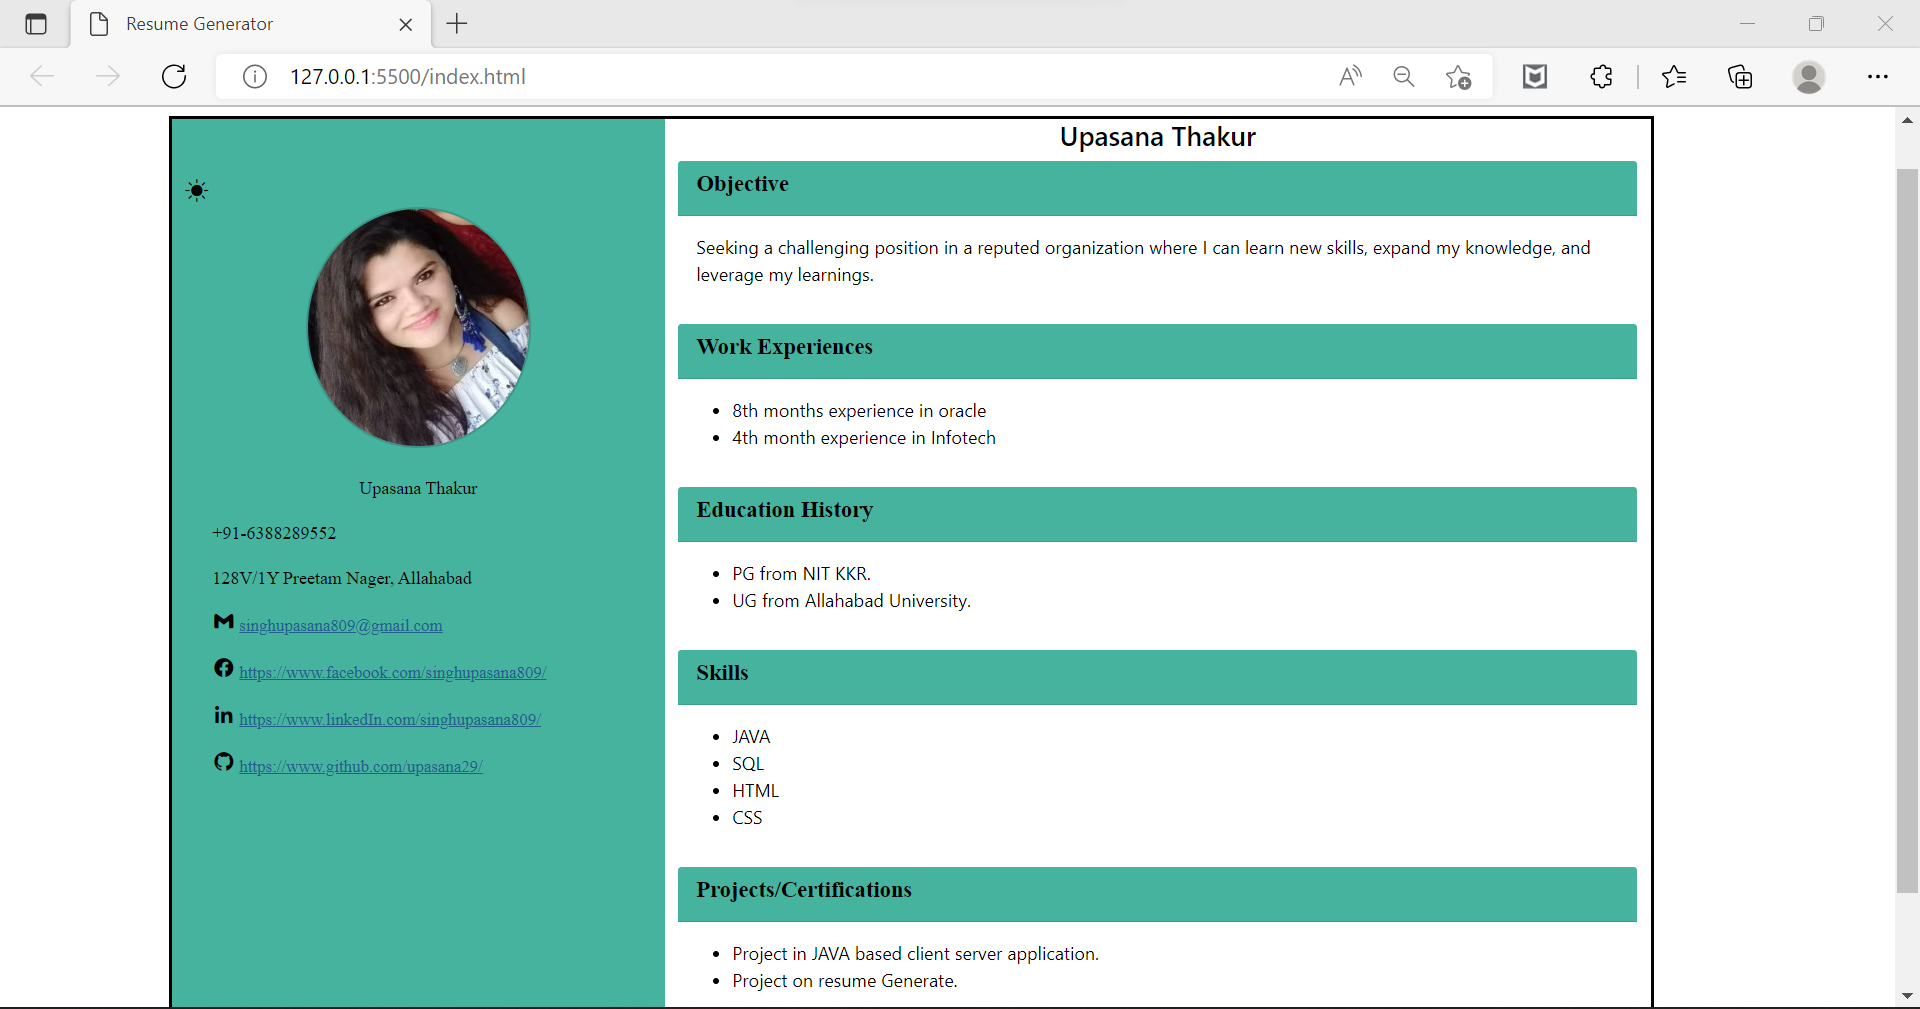 Resume Generator
127.0.0.1:5500/index.html
Upasana Thakur
+91-6388289552
128V/1Y Preetam Nager, Allahabad
singhupasana809@gmail.com
https://www.facebook.com/singhupasana809/
https://www.linkedIn.com/singhupasana809/
https://www.github.com/upasana29/
Upasana Thakur
Objective
Seeking a challenging position in a reputed organization where I can learn new skills, expand my knowledge, and
leverage my learnings.
Work Experiences
8th months experience in oracle
4th month experience in Infotech
Education History
PG from NIT KKR.
UG from Allahabad University.
Skills
JAVA
SQL
HTML
CSS
Projects/Certifications
Project in JAVA based client server application.
Project on resume Generate.